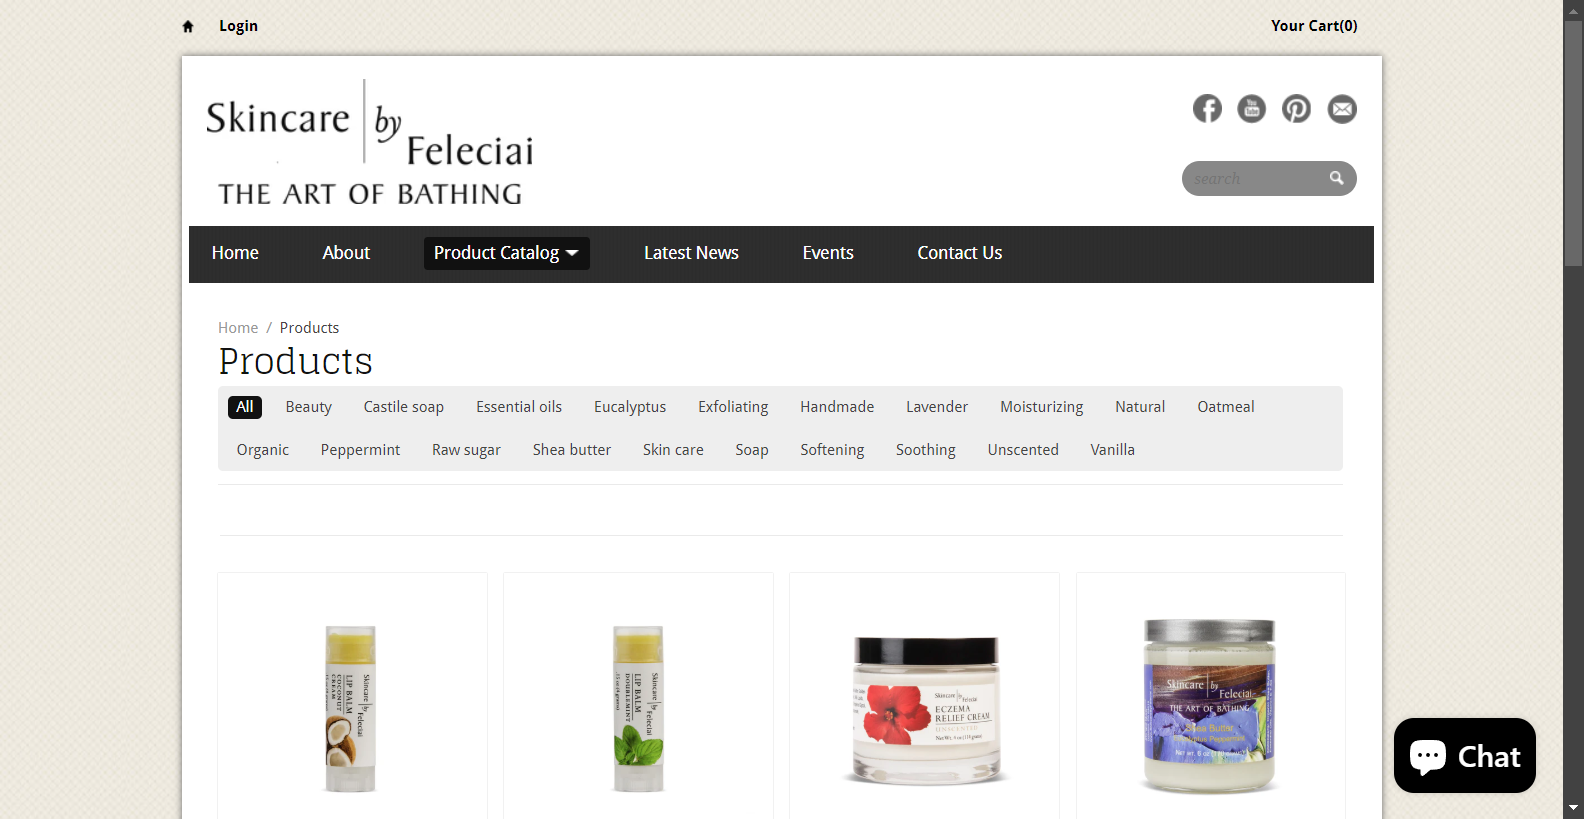 Login
Your Cart(0)
Skincare by Feleciai
THE ART OF BATHING
You Tube
search
Home
About
Product Catalog
Latest News
Events
Contact Us
Home / Products
Products
All Beauty Castile soap Essential oils Eucalyptus Exfoliating Handmade Lavender Moisturizing Natural Oatmeal
Organic Peppermint Raw sugar Shea butter Skin care Soap Softening Soothing Unscented Vanilla
Skincare by Feleciai
LIP BALM
COCONUT
CREAM
Skincare by Feleciai
LIP BALM
DOUBLEMINT
Skincare by Feleciai
ECZEMA
RELIEF CREAM
UNSCENTED
Skincare by Feleciai
THE ART OF BATHING
Shea Butter
Chat